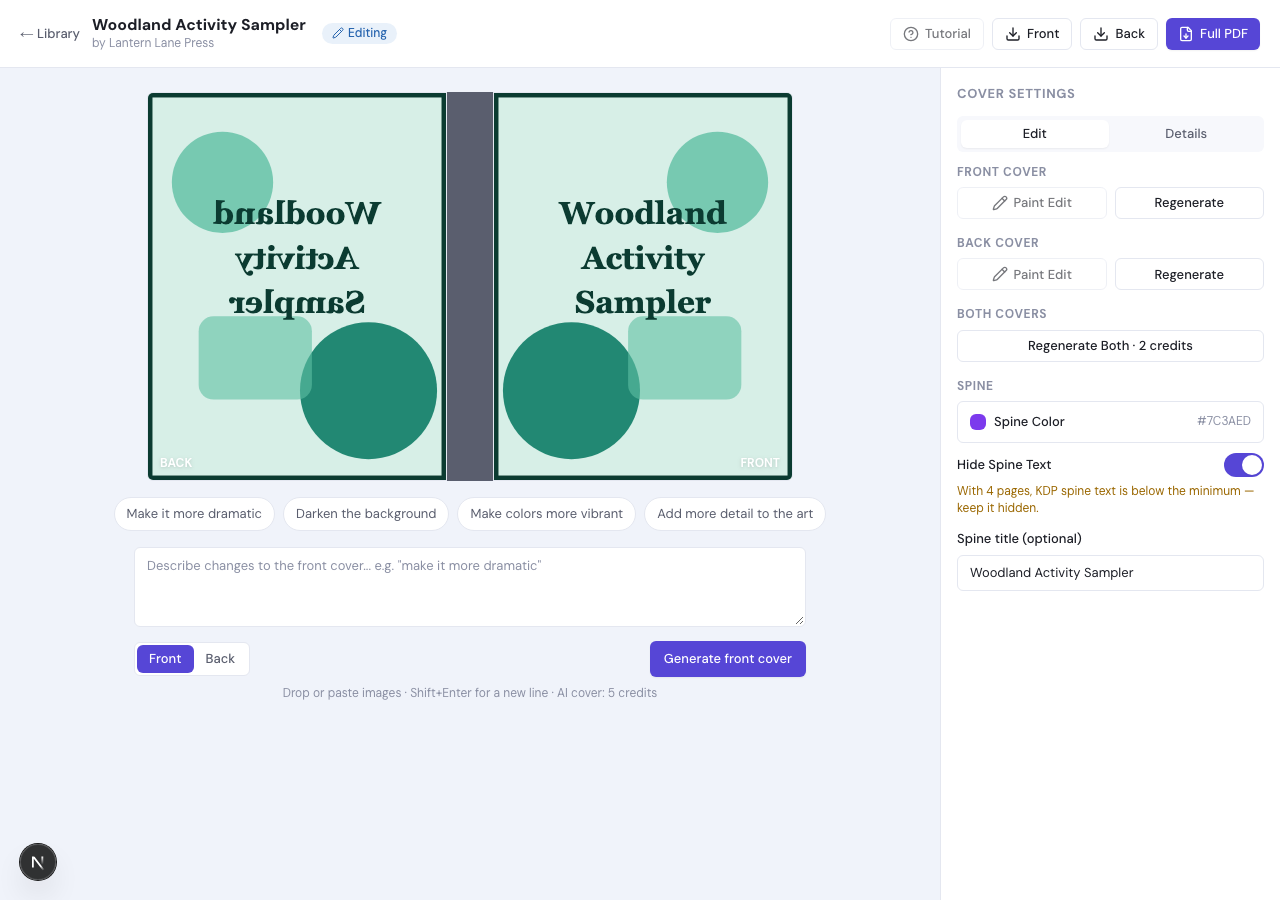 ← Library
Woodland Activity Sampler
by Lantern Lane Press
Editing
Tutorial
Front
Back
Full PDF
Woodland
Activity
Sampler
BACK
Woodland
Activity
Sampler
FRONT
Make it more dramatic
Darken the background
Make colors more vibrant
Add more detail to the art
Describe changes to the front cover... e.g. "make it more dramatic"
Front
Back
Generate front cover
Drop or paste images · Shift+Enter for a new line · AI cover: 5 credits
COVER SETTINGS
Edit
Details
FRONT COVER
Paint Edit
Regenerate
BACK COVER
Paint Edit
Regenerate
BOTH COVERS
Regenerate Both · 2 credits
SPINE
Spine Color
#7C3AED
Hide Spine Text
With 4 pages, KDP spine text is below the minimum —
keep it hidden.
Spine title (optional)
Woodland Activity Sampler
N